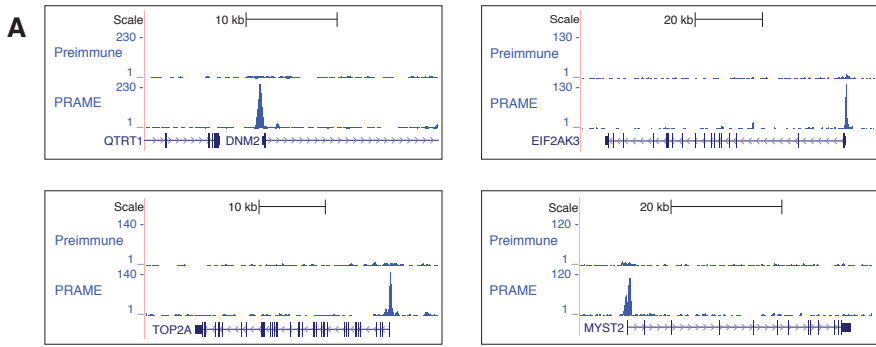 A
Scale 10 kb
230 -
Preimmune
1 _
230 -
PRAME
1 _
QTRT1 DNM2
Scale 20 kb
130 -
Preimmune
1 _
130 -
PRAME
1 _
EIF2AK3
Scale 10 kb
140 -
Preimmune
1 _
140 -
PRAME
1 _
TOP2A
Scale 20 kb
120 -
Preimmune
1 _
120 -
PRAME
1 _
MYST2